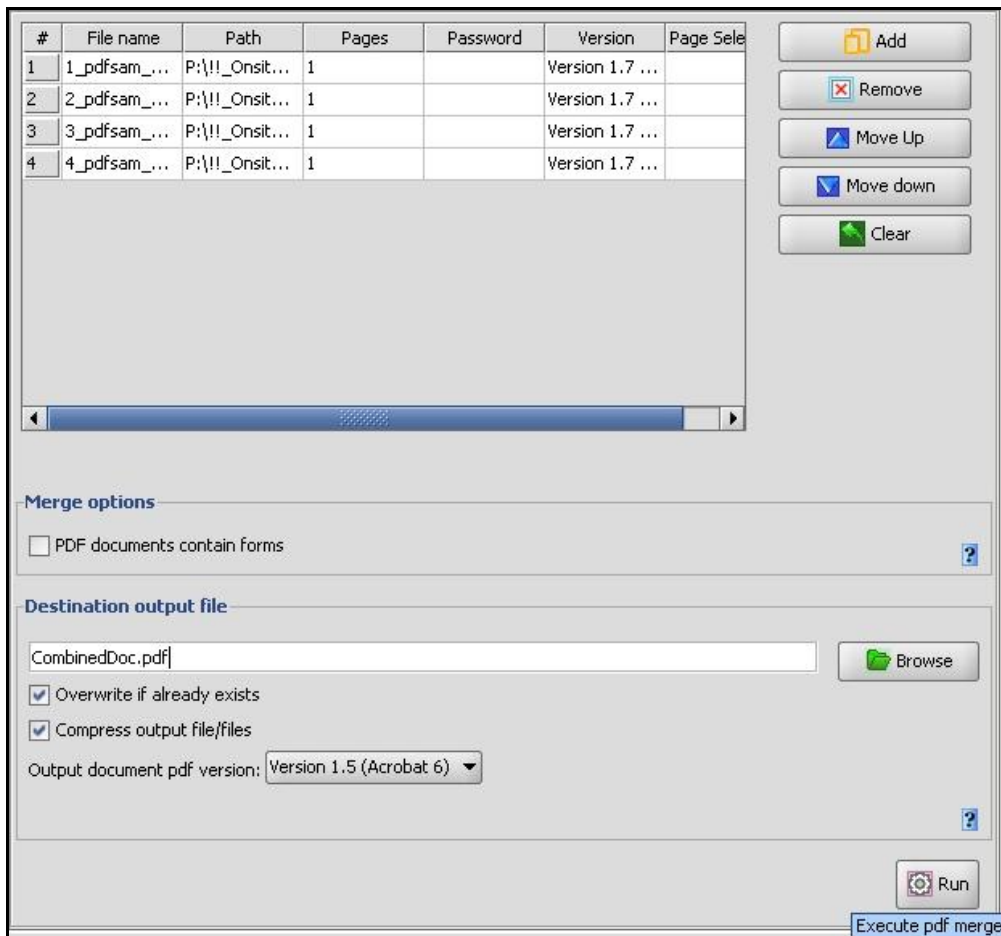 # File name Path Pages Password Version Page Sele
1 1_pdfsam_... P:\!!_Onsit... 1 Version 1.7 ...
2 2_pdfsam_... P:\!!_Onsit... 1 Version 1.7 ...
3 3_pdfsam_... P:\!!_Onsit... 1 Version 1.7 ...
4 4_pdfsam_... P:\!!_Onsit... 1 Version 1.7 ...
Add
Remove
Move Up
Move down
Clear
Merge options
PDF documents contain forms
?
Destination output file
CombinedDoc.pdf
Browse
Overwrite if already exists
Compress output file/files
Output document pdf version: Version 1.5 (Acrobat 6)
?
Run
Execute pdf merge